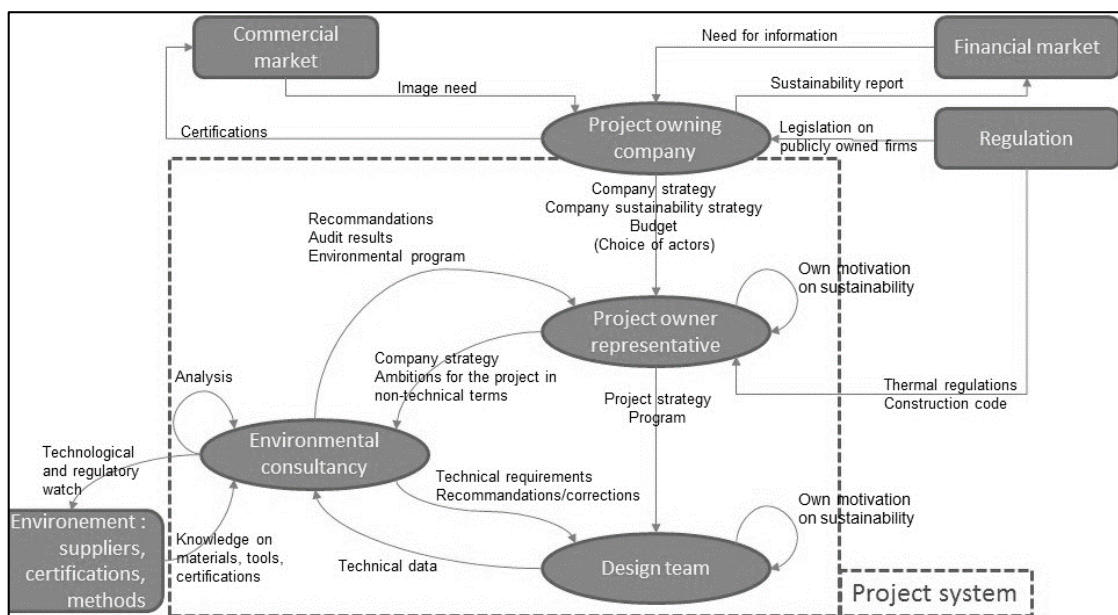 Commercial
market
Need for information
Financial market
Image need
Sustainability report
Certifications
Project owning
company
Legislation on
publicly owned firms
Regulation
Company strategy
Company sustainability strategy
Budget
(Choice of actors)
Recommandations
Audit results
Environmental program
Own motivation
on sustainability
Project owner
representative
Company strategy
Ambitions for the project in
non-technical terms
Analysis
Thermal regulations
Construction code
Project strategy
Program
Environmental
consultancy
Technological
and regulatory
watch
Technical requirements
Recommandations/corrections
Own motivation
on sustainability
Environement :
suppliers,
certifications,
methods
Knowledge on
materials, tools,
certifications
Technical data
Design team
Project system